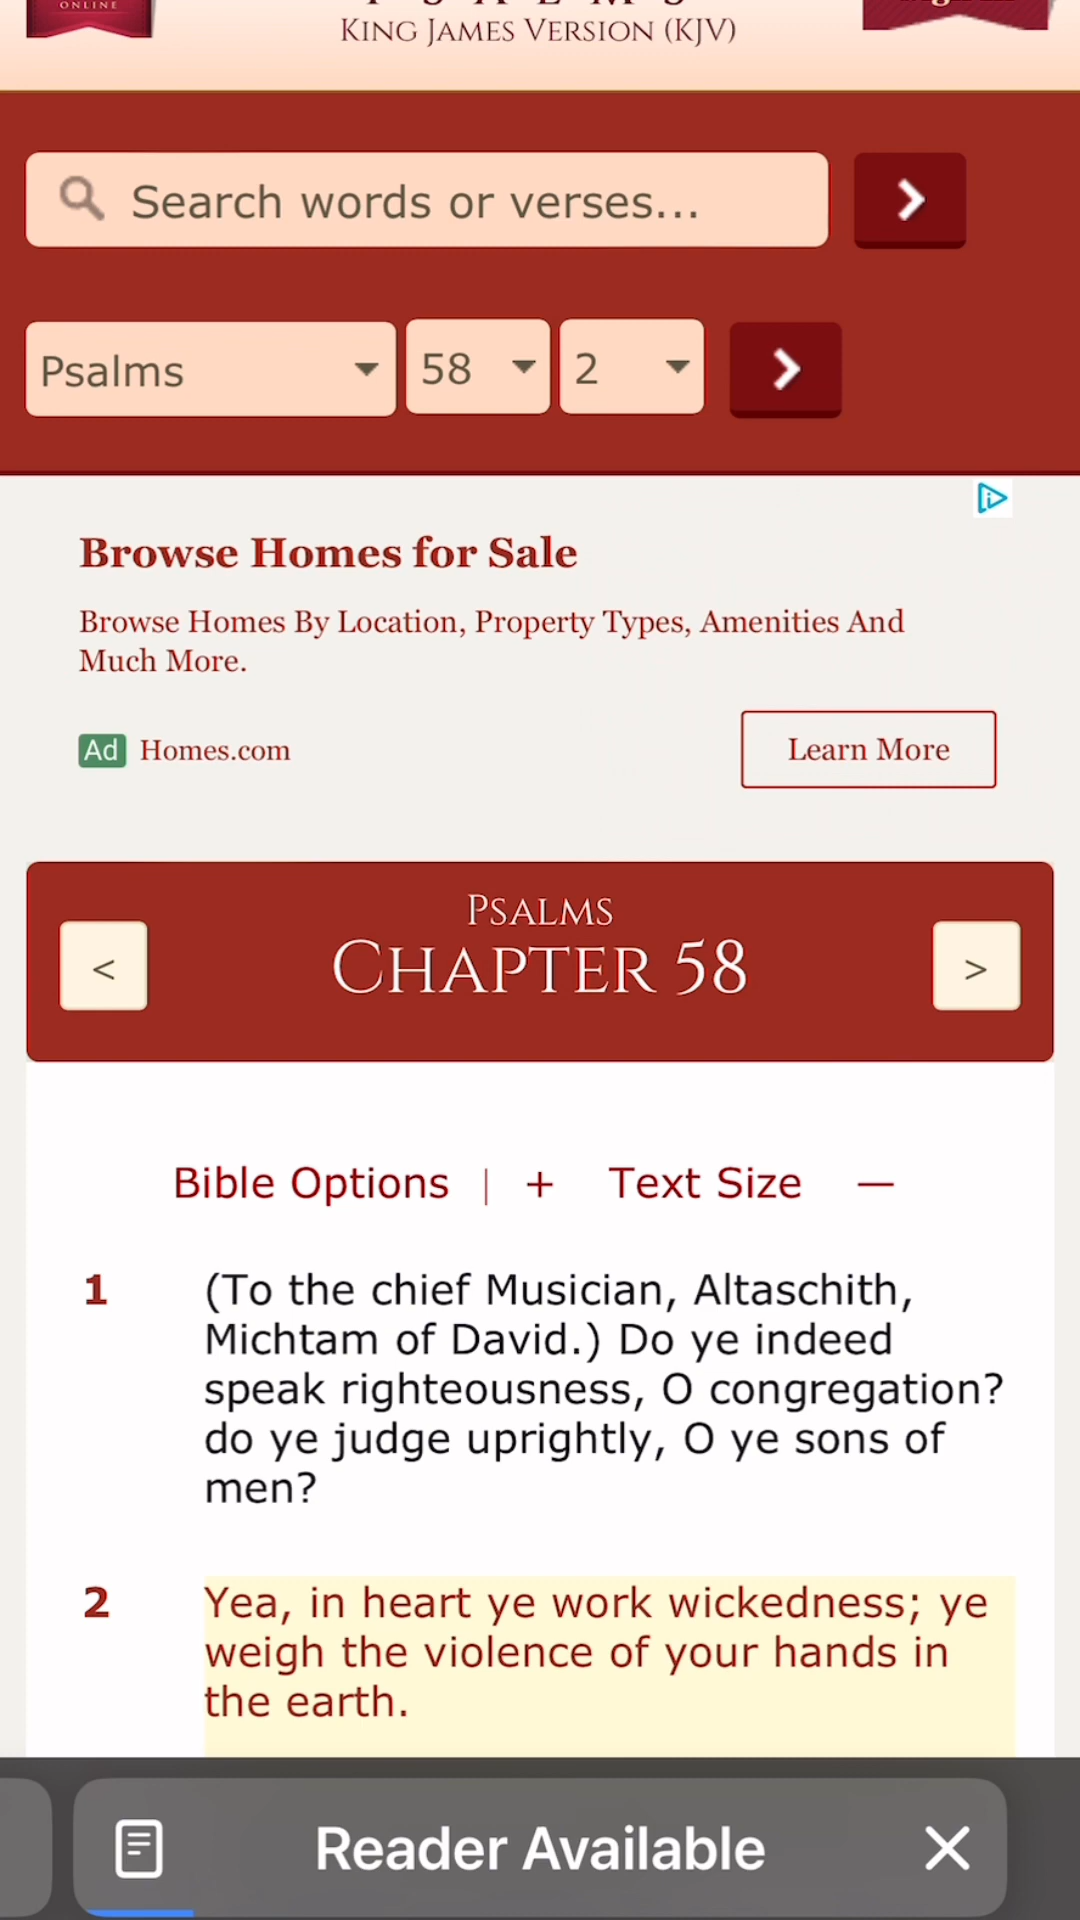 ONLINE
KING JAMES VERSION (KJV)
Search words or verses...
Psalms 58 2
Browse Homes for Sale
Browse Homes By Location, Property Types, Amenities And
Much More.
Ad Homes.com
Learn More
PSALMS
< CHAPTER 58 >
Bible Options | + Text Size —
1 (To the chief Musician, Altaschith,
Michtam of David.) Do ye indeed
speak righteousness, O congregation?
do ye judge uprightly, O ye sons of
men?
2 Yea, in heart ye work wickedness; ye
weigh the violence of your hands in
the earth.
Reader Available